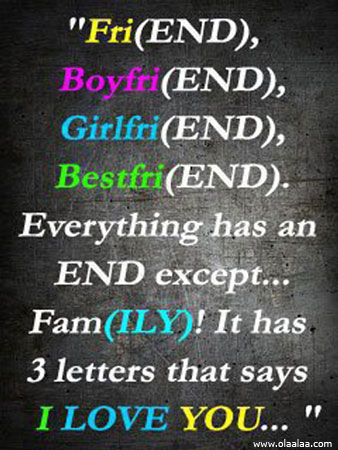 "Fri(END),
Boyfri(END),
Girlfri(END),
Bestfri(END).
Everything has an
END except...
Fam(ILY)! It has
3 letters that says
I LOVE YOU... "
www.olaalaa.com